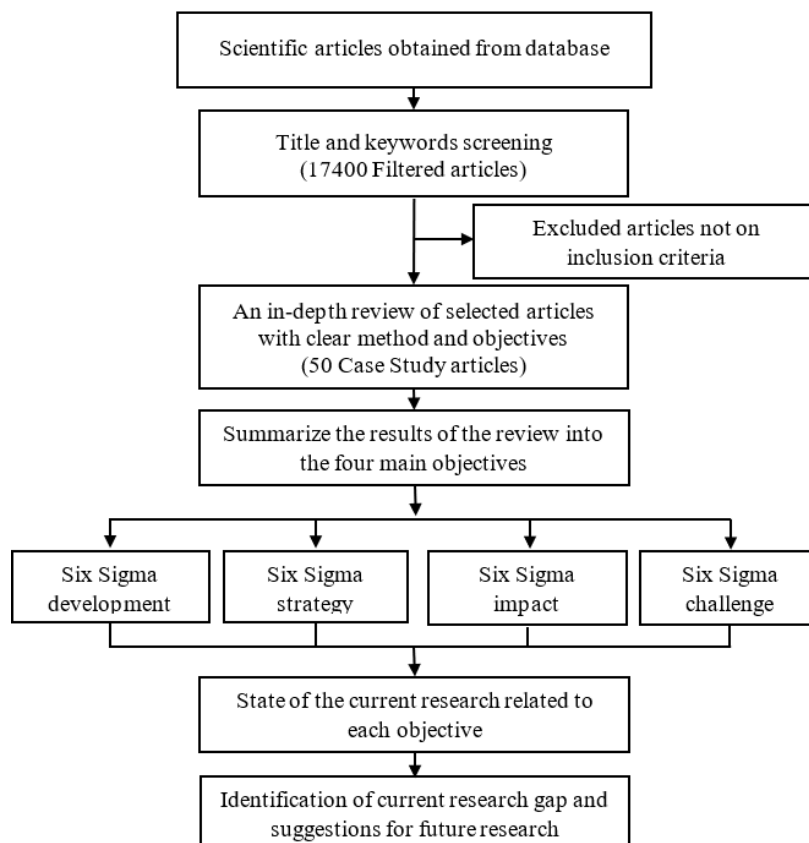 Scientific articles obtained from database
Title and keywords screening
(17400 Filtered articles)
Excluded articles not on
inclusion criteria
An in-depth review of selected articles
with clear method and objectives
(50 Case Study articles)
Summarize the results of the review into
the four main objectives
Six Sigma
development
Six Sigma
strategy
Six Sigma
impact
Six Sigma
challenge
State of the current research related to
each objective
Identification of current research gap and
suggestions for future research